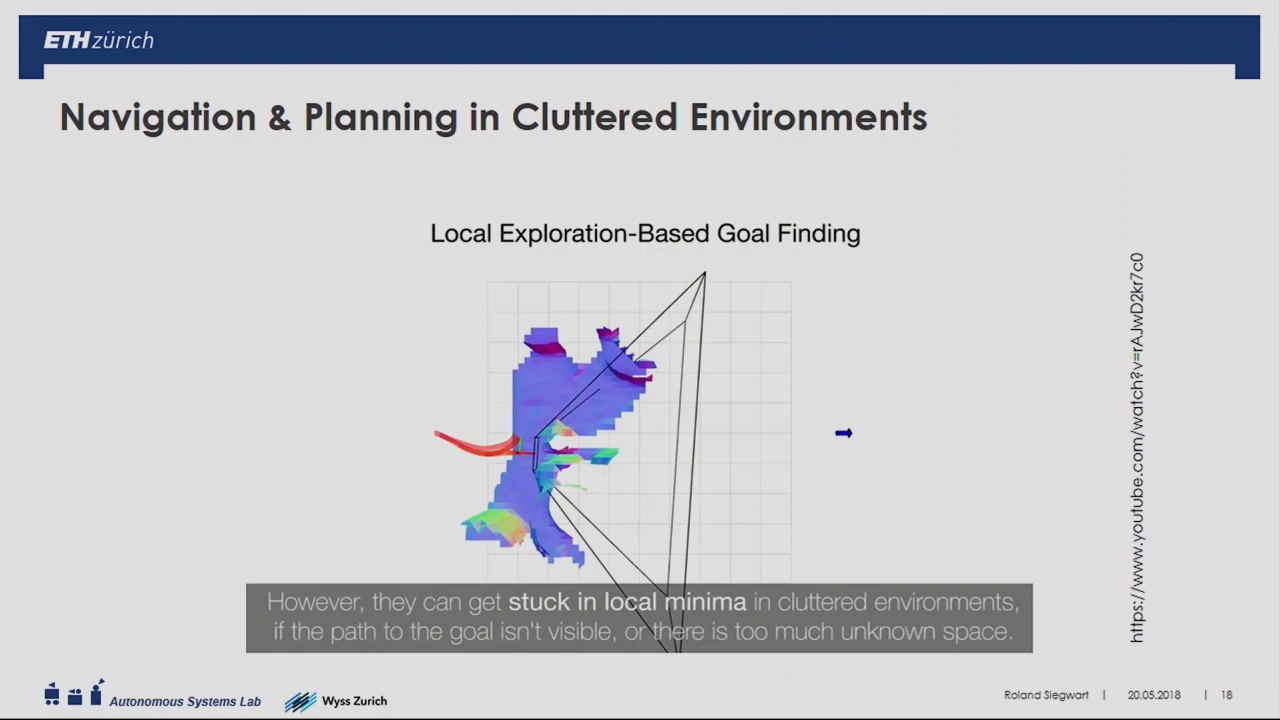 ETH zürich
Navigation & Planning in Cluttered Environments
Local Exploration-Based Goal Finding
https://www.youtube.com/watch?v=rAJwD2kr7c0
However, they can get stuck in local minima in cluttered environments,
if the path to the goal isn't visible, or there is too much unknown space.
Autonomous Systems Lab
Wyss Zurich
Roland Siegwart | 20.05.2018 | 18